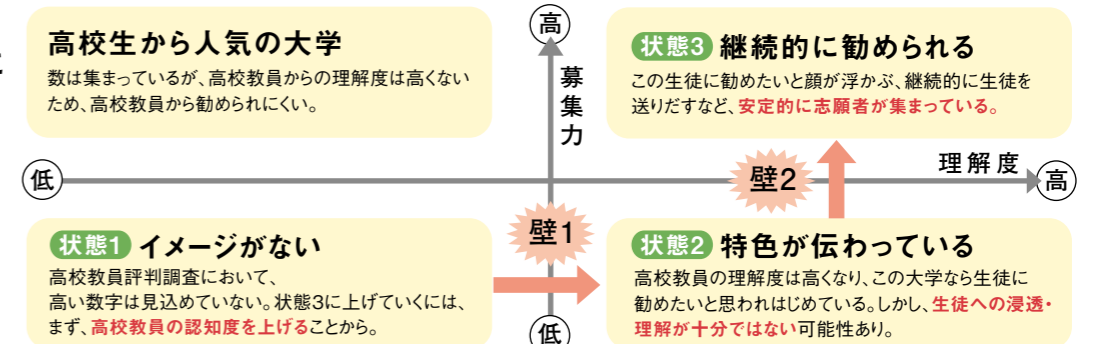 高校生から人気の大学
数は集まっているが、高校教員からの理解度は高くない
ため、高校教員から勧められにくい。
高
募集力
状態3 継続的に勧められる
この生徒に勧めたいと顔が浮かぶ、継続的に生徒を
送りだすなど、安定的に志願者が集まっている。
低
壁2
理解度
高
状態1 イメージがない
高校教員評判調査において、
高い数字は見込めていない。状態3に上げていくには、
まず、高校教員の認知度を上げることから。
壁1
低
状態2 特色が伝わっている
高校教員の理解度は高くなり、この大学なら生徒に
勧めたいと思われはじめている。しかし、生徒への浸透・
理解が十分ではない可能性あり。